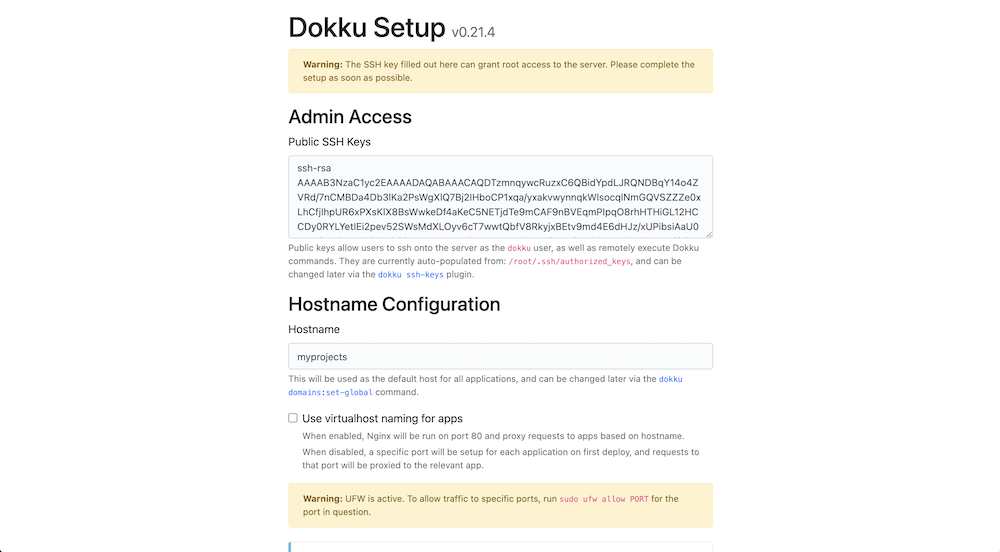 Dokku Setup v0.21.4
Warning: The SSH key filled out here can grant root access to the server. Please complete the
setup as soon as possible.
Admin Access
Public SSH Keys
ssh-rsa
AAAAB3NzaC1yc2EAAAADAQABAAACAQDTzmnqywcRuzxC6QBidYpdLJRQNDBqY14o4Z
VRd/7nCMBDa4Db3lKa2PsWgXlQ7Bj2lHboCP1xqa/yxakvwynnqkWlsocqlNmGQVSZZZe0x
LhCfjlhpUR6xPXsKlX8BsWwkeDf4aKeC5NETjdTe9mCAF9nBVEqmPlpqO8rhHTHiGL12HC
CDy0RYLYetlEi2pev52SWsMdXLOyv6cT7wwtQbfV8RkyjxBEtv9md4E6dHJz/xUPibsiAaU0
Public keys allow users to ssh onto the server as the dokku user, as well as remotely execute Dokku
commands. They are currently auto-populated from: /root/.ssh/authorized_keys, and can be
changed later via the dokku ssh-keys plugin.
Hostname Configuration
Hostname
myprojects
This will be used as the default host for all applications, and can be changed later via the dokku
domains:set-global command.
Use virtualhost naming for apps
When enabled, Nginx will be run on port 80 and proxy requests to apps based on hostname.
When disabled, a specific port will be setup for each application on first deploy, and requests to
that port will be proxied to the relevant app.
Warning: UFW is active. To allow traffic to specific ports, run sudo ufw allow PORT for the
port in question.